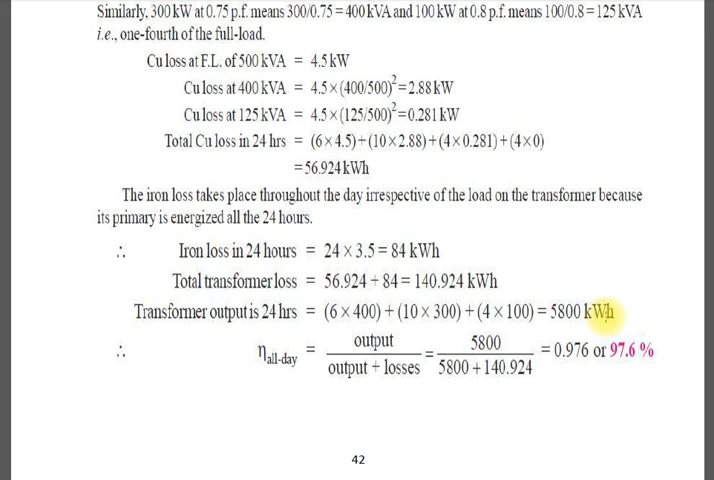 Similarly, 300 kW at 0.75 p.f. means 300/0.75 = 400 kVA and 100 kW at 0.8 p.f. means 100/0.8 = 125 kVA
i.e., one-fourth of the full-load.
Cu loss at F.L. of 500 kVA = 4.5 kW
Cu loss at 400 kVA = 4.5×(400/500)²=2.88 kW
Cu loss at 125 kVA = 4.5×(125/500)²=0.281 kW
Total Cu loss in 24 hrs = (6×4.5)+(10×2.88)+(4×0.281)+(4×0)
=56.924 kWh
The iron loss takes place throughout the day irrespective of the load on the transformer because
its primary is energized all the 24 hours.
∴ Iron loss in 24 hours = 24 × 3.5 = 84 kWh
Total transformer loss = 56.924 + 84 = 140.924 kWh
Transformer output is 24 hrs = (6 × 400) + (10 × 300) + (4 × 100) = 5800 kWh
∴ ηall-day = output / output + losses = 5800 / 5800 + 140.924 = 0.976 or 97.6 %
42